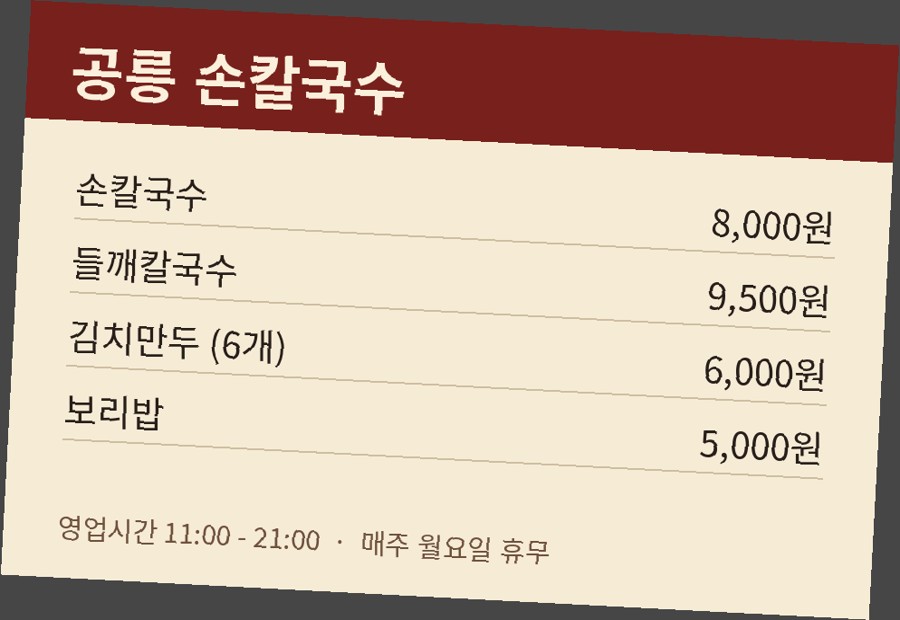 공릉 손칼국수
손칼국수 8,000원
들깨칼국수 9,500원
김치만두 (6개) 6,000원
보리밥 5,000원
영업시간 11:00 - 21:00 · 매주 월요일 휴무